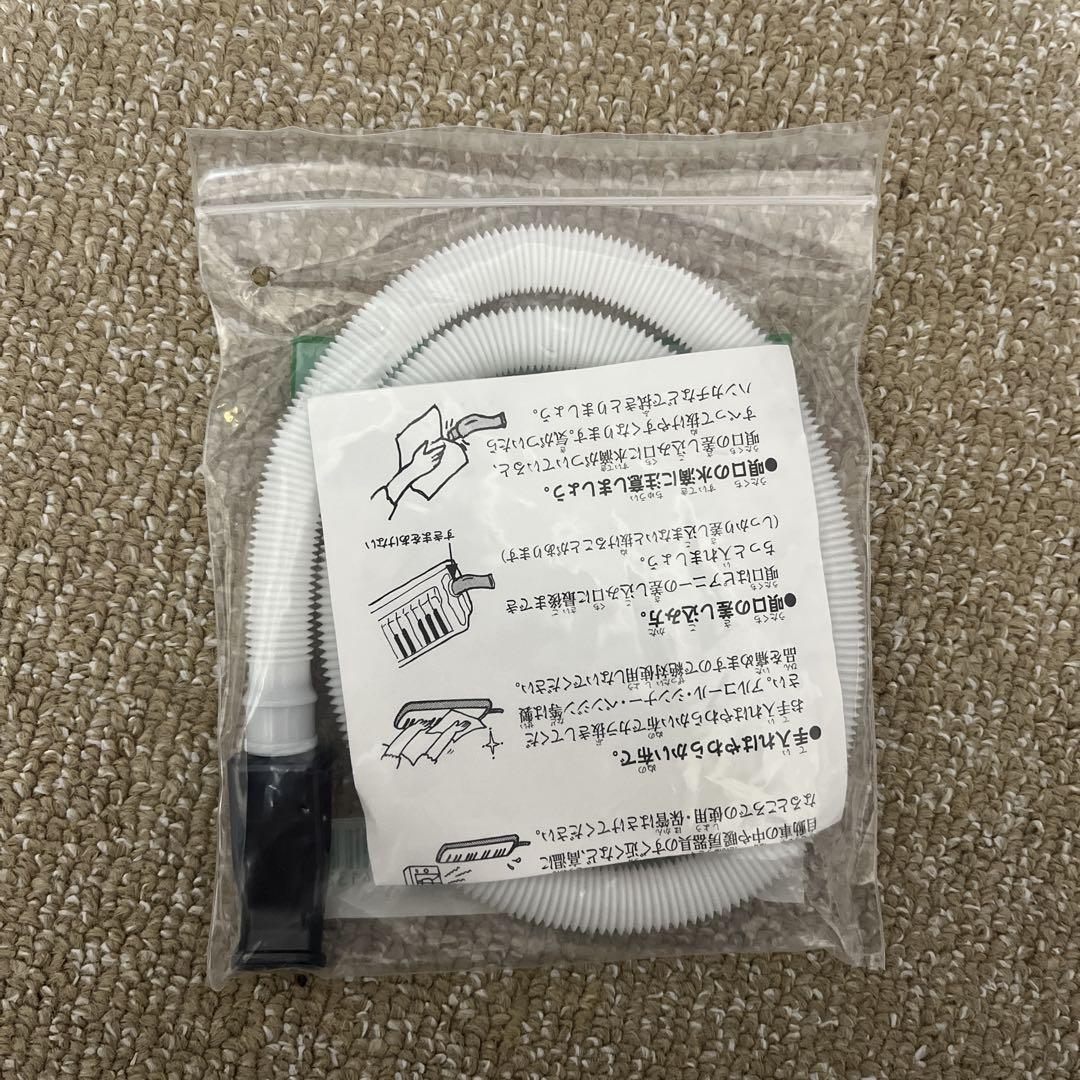 自動車の中や暖房器具のすぐ近くなど、高温に
なるところでの使用・保管はさけてください。
●手入れはやわらかい布で。
お手入れはやわらかい布でカラ拭きしてくだ
さい。アルコール・シンナー・ベンジン等は製
品を痛めますので絶対使用しないでください。
●唄口の差し込み方。
唄口はピアニーの差し込み口に最後までき
ちっと入れましょう。
(しっかり差し込まないと抜けることがあります)
すきまをあけない
●唄口の水滴に注意しましょう。
唄口の差し込み口に水滴がついていると、
すべって抜けやすくなります。気がついたら
ハンカチなどで拭きとりましょう。